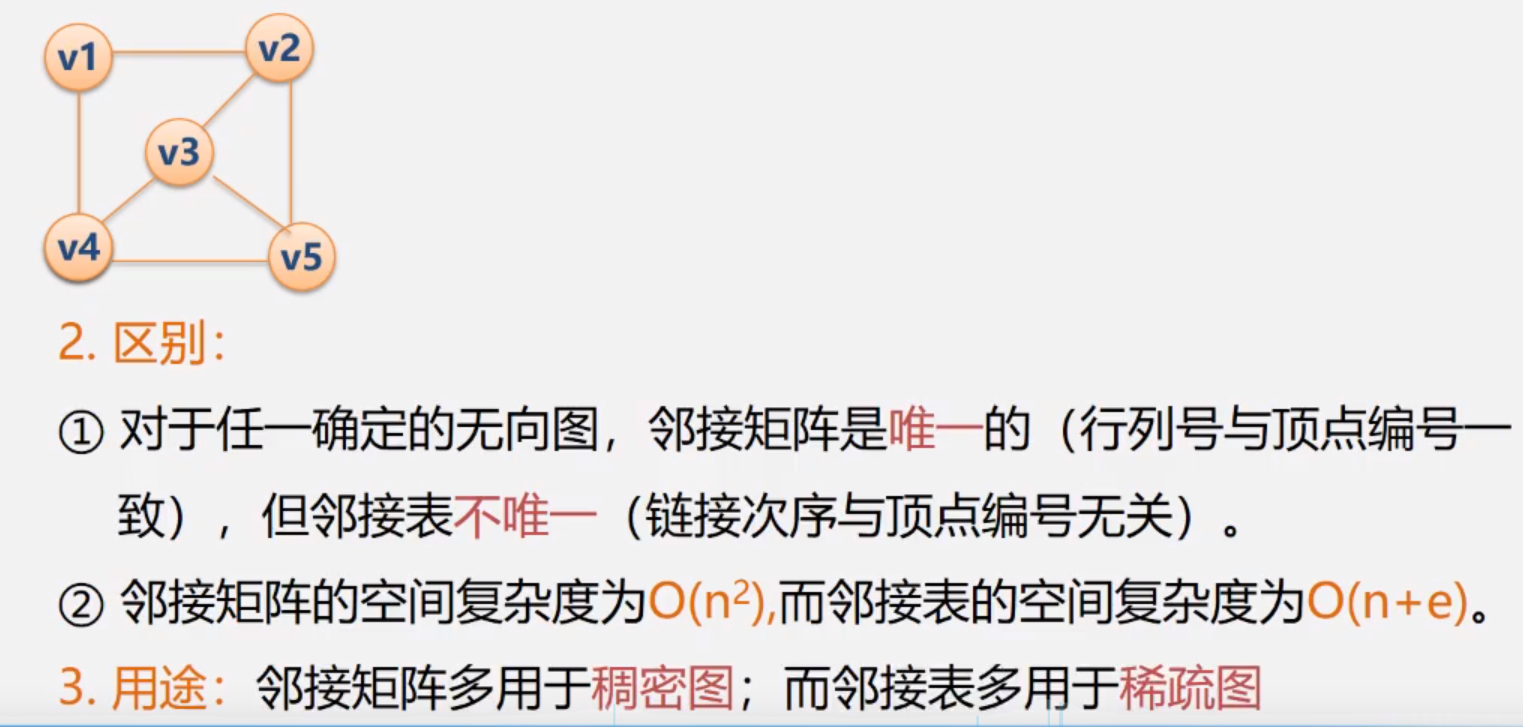 v1
v2
v3
v4
v5
2. 区别：
① 对于任一确定的无向图，邻接矩阵是唯一的（行列号与顶点编号一
致），但邻接表不唯一（链接次序与顶点编号无关）。
② 邻接矩阵的空间复杂度为O(n²),而邻接表的空间复杂度为O(n+e)。
3. 用途：邻接矩阵多用于稠密图；而邻接表多用于稀疏图